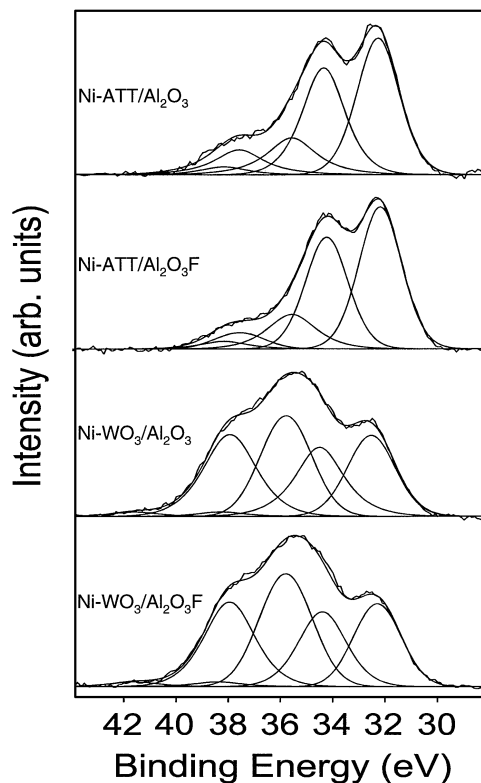 Ni-ATT/Al₂O₃
Ni-ATT/Al₂O₃F
Ni-WO₃/Al₂O₃
Ni-WO₃/Al₂O₃F
Intensity (arb. units)
42 40 38 36 34 32 30
Binding Energy (eV)